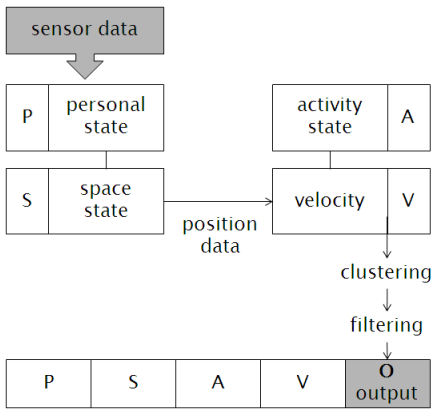 sensor data
P
personal
state
activity
state
A
S
space
state
position
data
velocity
V
clustering
filtering
P
S
A
V
O
output